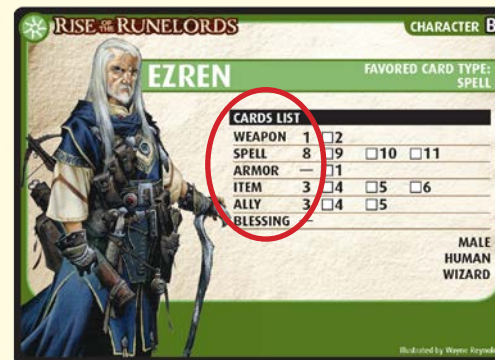 RISE OF THE RUNELORDS
CHARACTER B
EZREN
FAVORED CARD TYPE:
SPELL
CARDS LIST
WEAPON 1 □2
SPELL 8 □9 □10 □11
ARMOR — □1
ITEM 3 □4 □5 □6
ALLY 3 □4 □5
BLESSING —
MALE
HUMAN
WIZARD
Illustrated by Wayne Reynolds